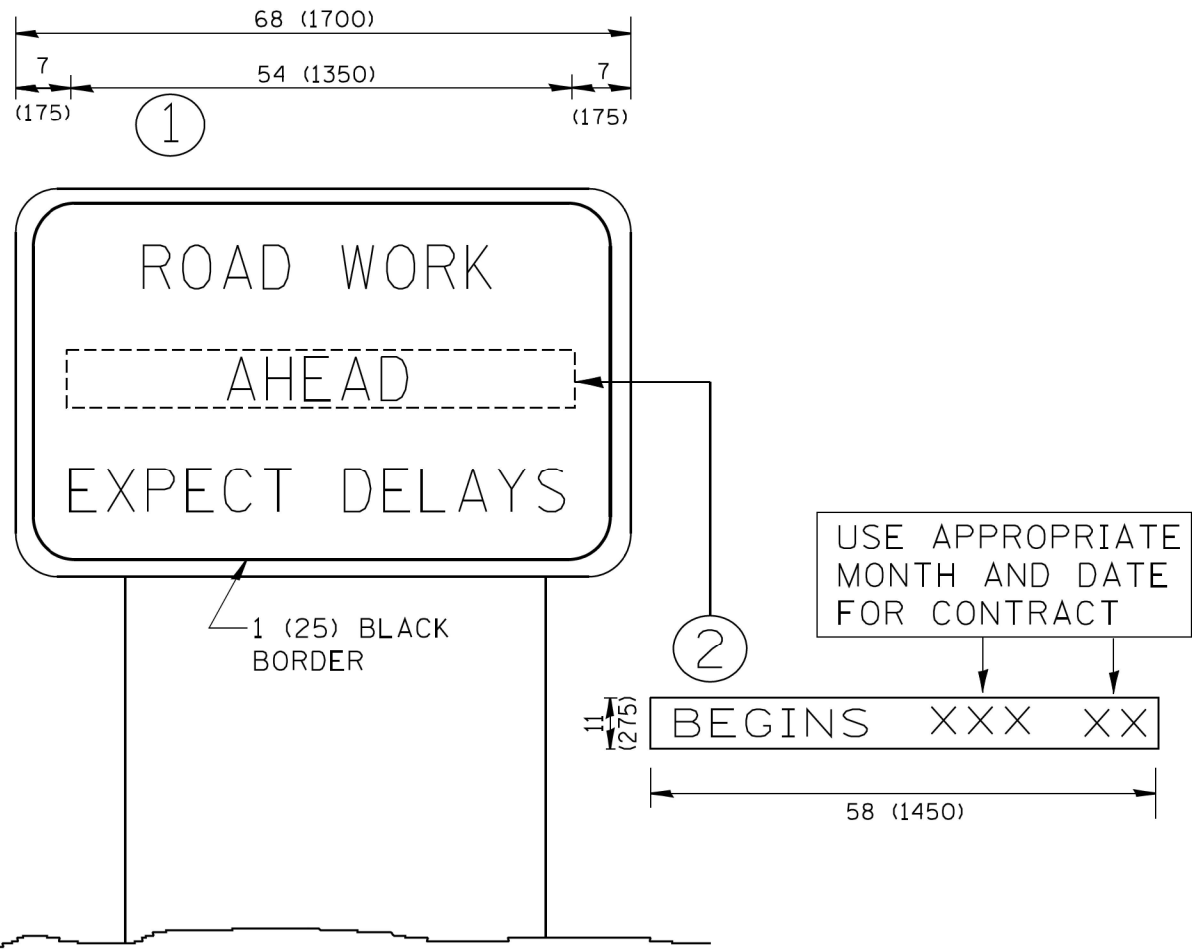 68 (1700)
7
54 (1350)
7
(175)
(175)
1
ROAD WORK
AHEAD
EXPECT DELAYS
1 (25) BLACK
BORDER
USE APPROPRIATE
MONTH AND DATE
FOR CONTRACT
2
11
(275)
BEGINS XXX XX
58 (1450)